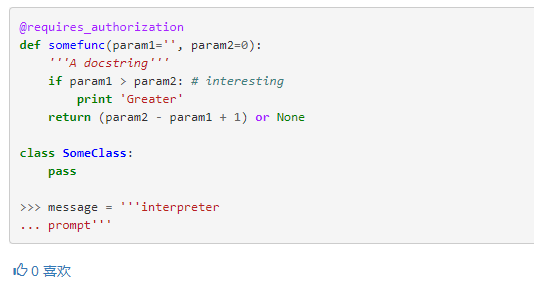 @requires_authorization
def somefunc(param1='', param2=0):
    '''A docstring'''
    if param1 > param2: # interesting
        print 'Greater'
    return (param2 - param1 + 1) or None
class SomeClass:
    pass
>>> message = '''interpreter
... prompt'''
0 喜欢